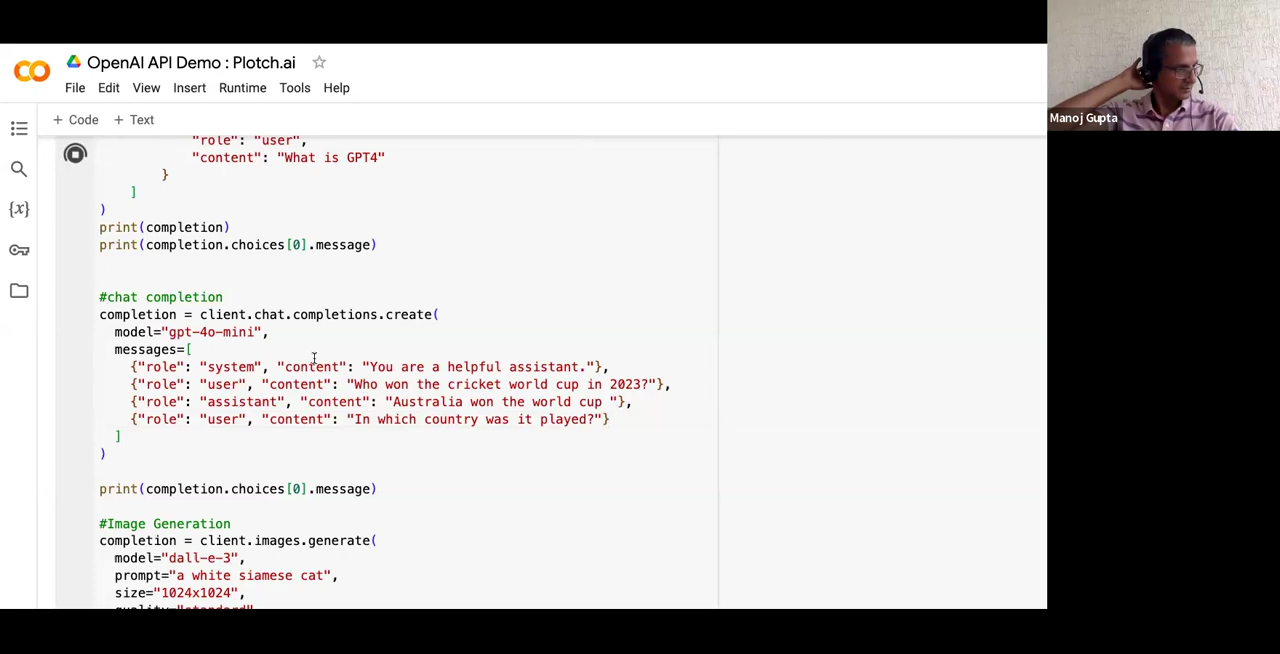 OpenAI API Demo : Plotch.ai
File Edit View Insert Runtime Tools Help
+ Code + Text
"role": "user",
"content": "What is GPT4"
}
]
)
print(completion)
print(completion.choices[0].message)
#chat completion
completion = client.chat.completions.create(
model="gpt-4o-mini",
messages=[
{"role": "system", "content": "You are a helpful assistant."},
{"role": "user", "content": "Who won the cricket world cup in 2023?"},
{"role": "assistant", "content": "Australia won the world cup "},
{"role": "user", "content": "In which country was it played?"}
]
)
print(completion.choices[0].message)
#Image Generation
completion = client.images.generate(
model="dall-e-3",
prompt="a white siamese cat",
size="1024x1024",
quality="standard"
Manoj Gupta